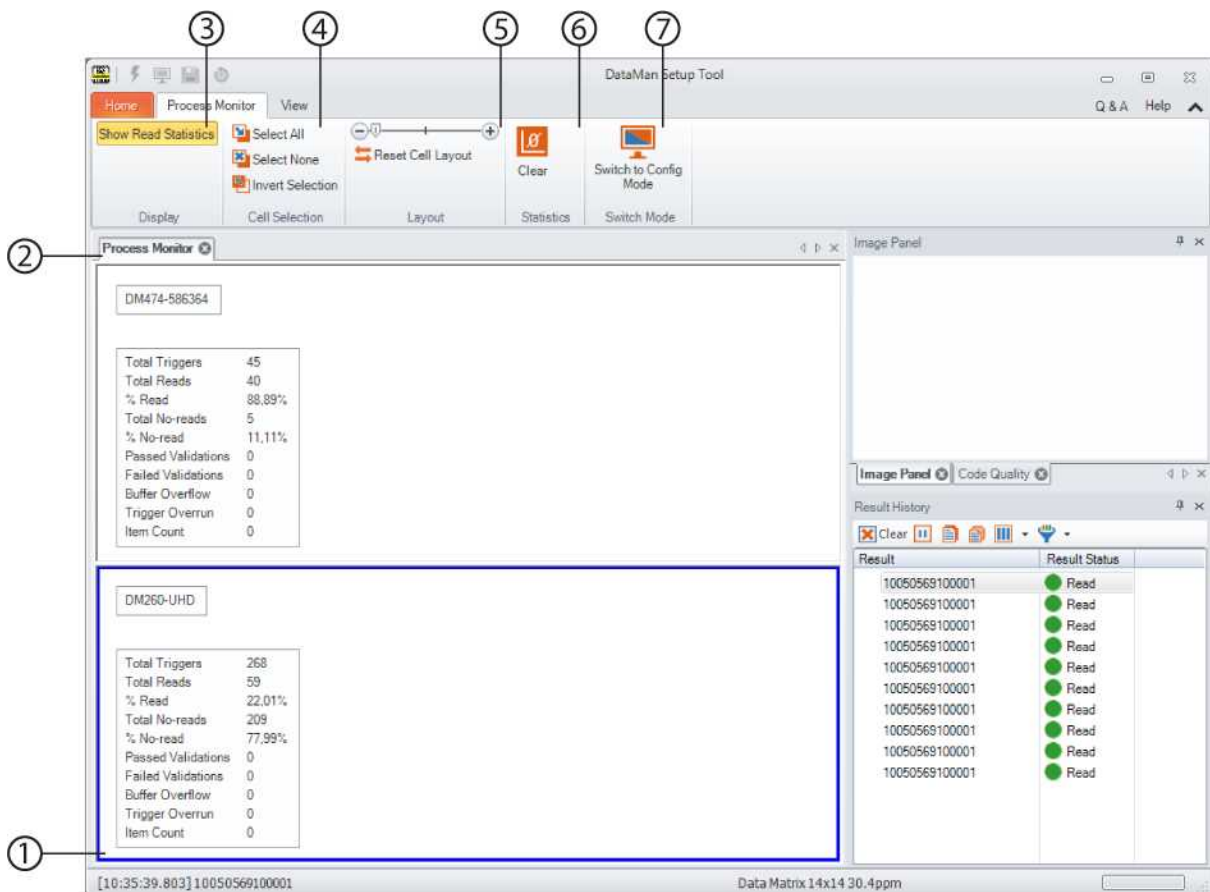 3 4 5 6 7
DataMan Setup Tool
Home Process Monitor View Q & A Help
Show Read Statistics
Select All
Select None
Invert Selection
Reset Cell Layout
Clear
Switch to Config
Mode
Display Cell Selection Layout Statistics Switch Mode
2
Process Monitor
DM474-586364
Total Triggers 45
Total Reads 40
% Read 88,89%
Total No-reads 5
% No-read 11,11%
Passed Validations 0
Failed Validations 0
Buffer Overflow 0
Trigger Overrun 0
Item Count 0
DM260-UHD
Total Triggers 268
Total Reads 59
% Read 22,01%
Total No-reads 209
% No-read 77,99%
Passed Validations 0
Failed Validations 0
Buffer Overflow 0
Trigger Overrun 0
Item Count 0
1
Image Panel
Image Panel Code Quality
Result History
Clear
Result Result Status
10050569100001 Read
10050569100001 Read
10050569100001 Read
10050569100001 Read
10050569100001 Read
10050569100001 Read
10050569100001 Read
10050569100001 Read
10050569100001 Read
10050569100001 Read
[10:35:39.803] 10050569100001 Data Matrix 14x14 30.4ppm